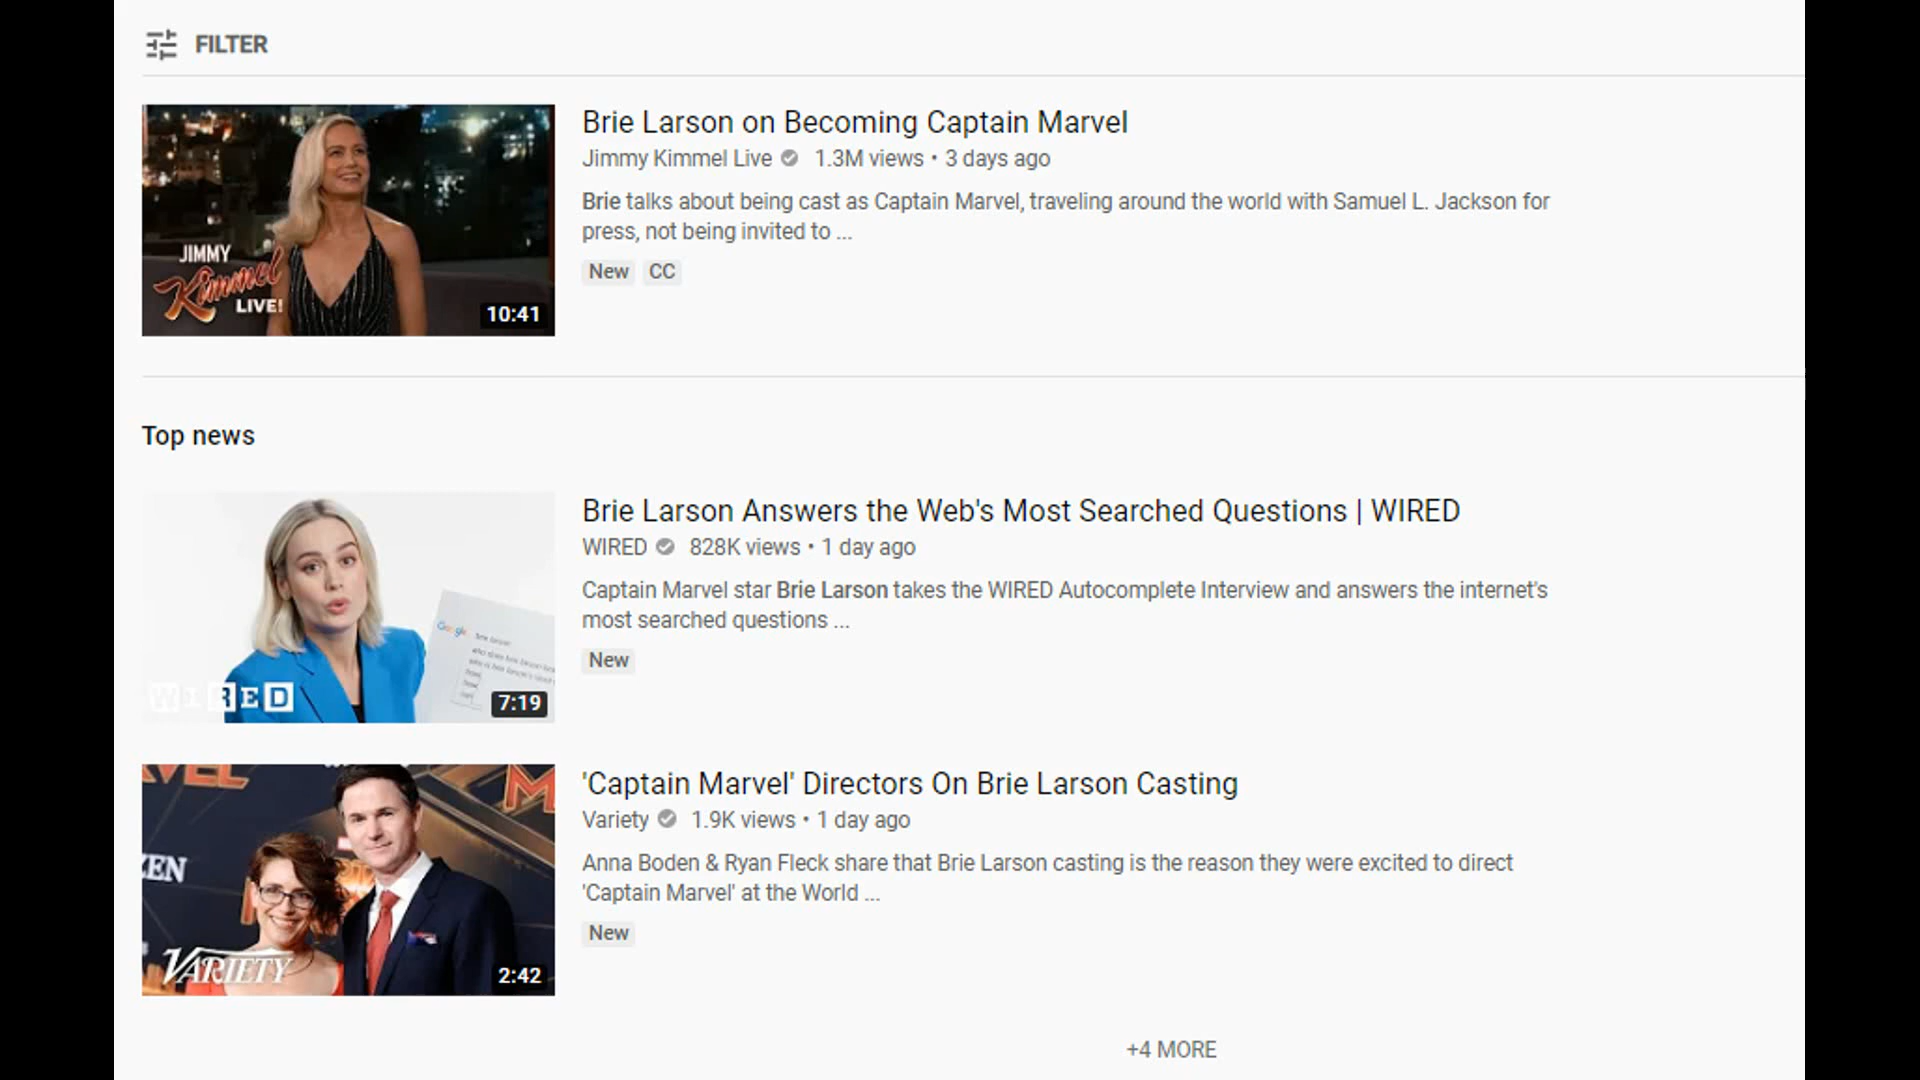 FILTER
Brie Larson on Becoming Captain Marvel
Jimmy Kimmel Live 1.3M views • 3 days ago
Brie talks about being cast as Captain Marvel, traveling around the world with Samuel L. Jackson for
press, not being invited to ...
New CC
JIMMY
Kimmel
LIVE!
10:41
Top news
Brie Larson Answers the Web's Most Searched Questions | WIRED
WIRED 828K views • 1 day ago
Captain Marvel star Brie Larson takes the WIRED Autocomplete Interview and answers the internet's
most searched questions ...
New
Google
brie larson
WIRED
7:19
'Captain Marvel' Directors On Brie Larson Casting
Variety 1.9K views • 1 day ago
Anna Boden & Ryan Fleck share that Brie Larson casting is the reason they were excited to direct
'Captain Marvel' at the World ...
New
VEL
M
ZEN
VARIETY
2:42
+4 MORE